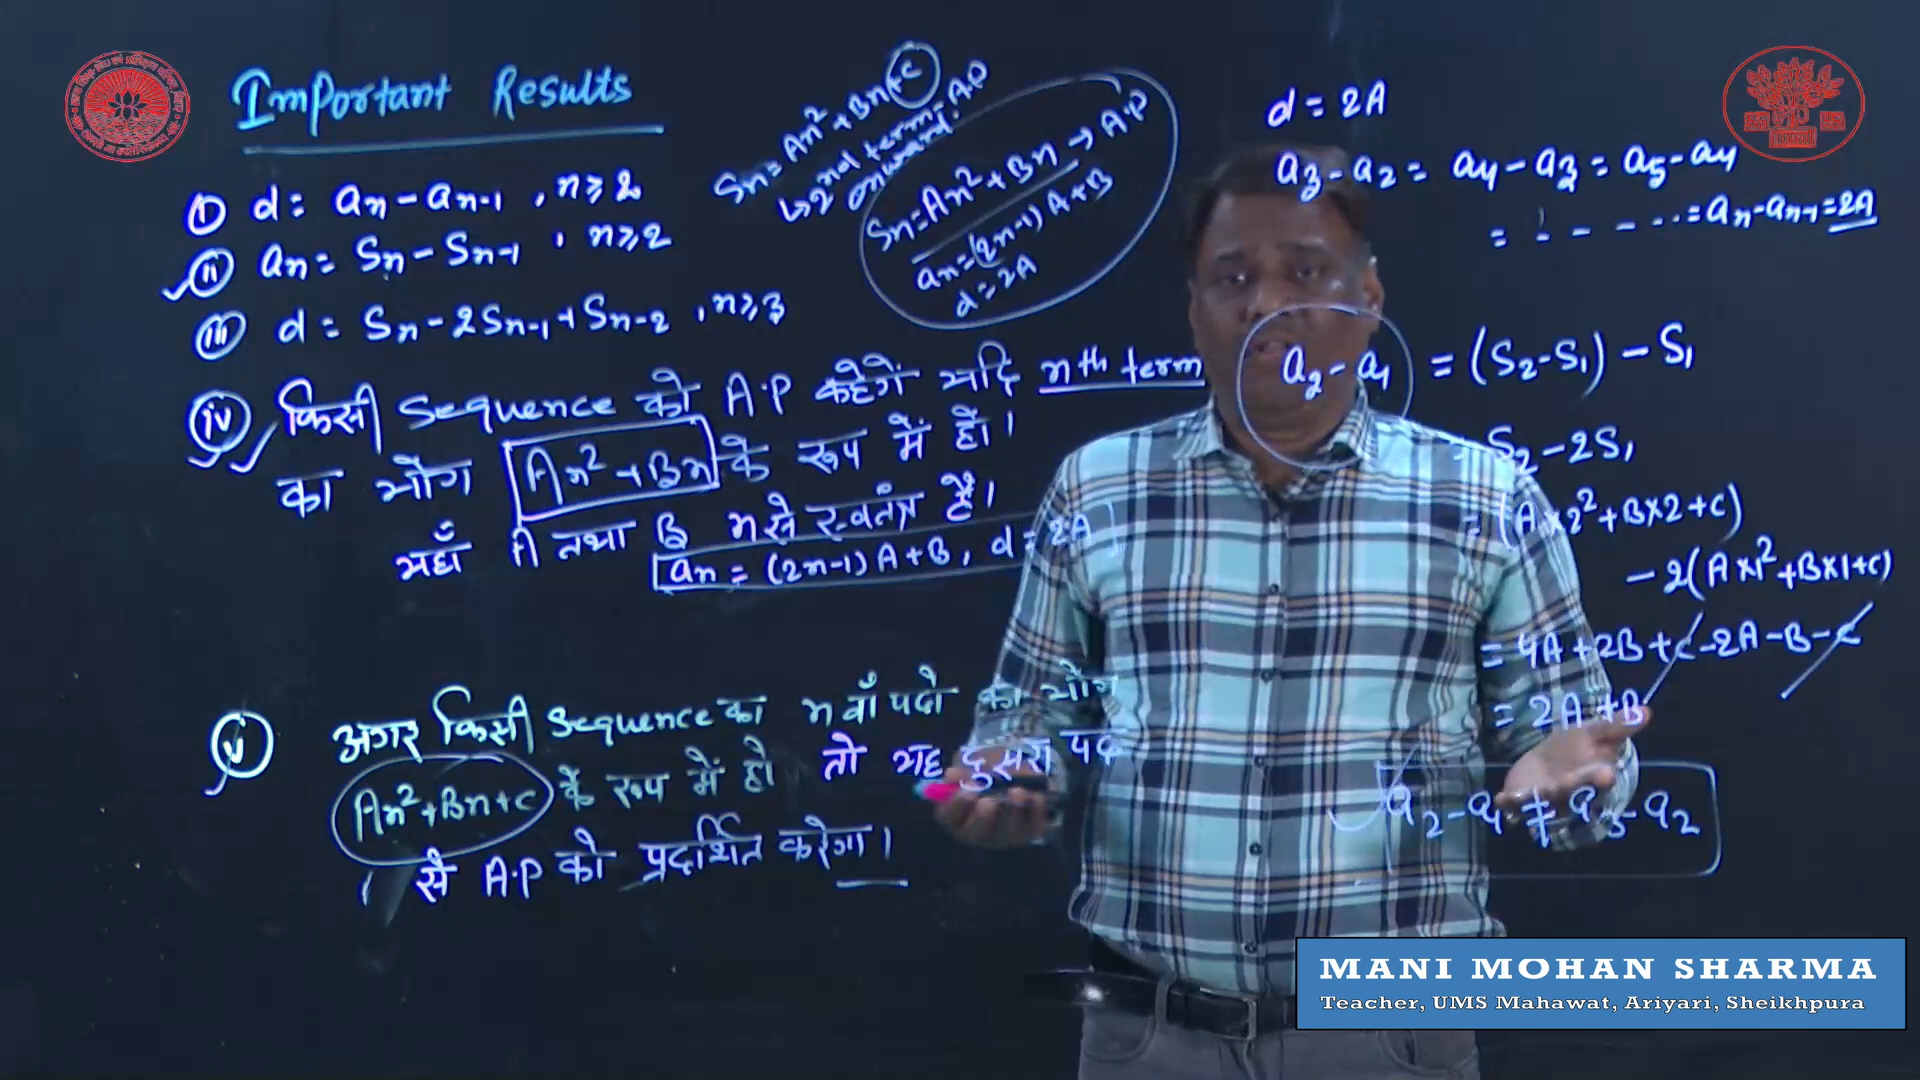 Important Results
(i) d = an - an-1 , n ≥ 2
(ii) an = Sn - Sn-1 , n ≥ 2
(iii) d = Sn - 2Sn-1 + Sn-2 , n ≥ 3
(iv) किसी Sequence को A.P कहेगें यदि nth term
का योग An² + Bn के रूप में हो।
यहाँ A तथा B n से स्वतंत्र हैं।
an = (2n-1) A + B , d = 2A
(v) अगर किसी Sequence का n वाँ पदो का योग
An² + Bn + C के रूप में हो तो यह दुसरा पद
से A.P को प्रदर्शित करेगा।
Sn = An² + Bn + C
↳ 2nd term onward. A.P
Sn = An² + Bn → A.P
an = (2n-1) A + B
d = 2A
d = 2A
a3 - a2 = a4 - a3 = a5 - a4
= - - - - ... = an - an-1 = 2A
a2 - a1 = (S2 - S1) - S1
= S2 - 2S1
= (A×2² + B×2 + C)
- 2(A×1² + B×1 + C)
= 4A + 2B + C - 2A - B - C
= 2A + B
a2 - a1 ≠ a3 - a2
MANI MOHAN SHARMA
Teacher, UMS Mahawat, Ariyari, Sheikhpura